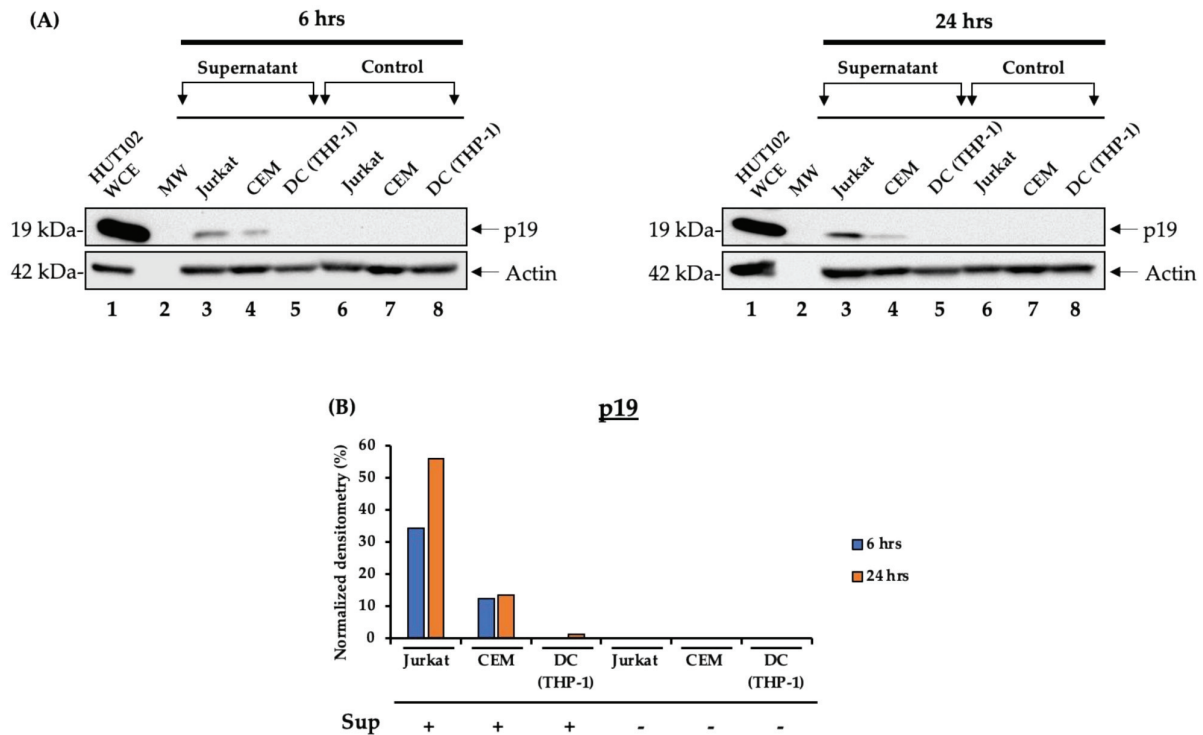 (A)
6 hrs
Supernatant Control
HUT102 WCE MW Jurkat CEM DC (THP-1) Jurkat CEM DC (THP-1)
19 kDa- p19
42 kDa- Actin
1 2 3 4 5 6 7 8
24 hrs
Supernatant Control
HUT102 WCE MW Jurkat CEM DC (THP-1) Jurkat CEM DC (THP-1)
19 kDa- p19
42 kDa- Actin
1 2 3 4 5 6 7 8
(B)
p19
Normalized densitometry (%)
60
50
40
30
20
10
0
6 hrs
24 hrs
Jurkat CEM DC (THP-1) Jurkat CEM DC (THP-1)
Sup + + + - - -